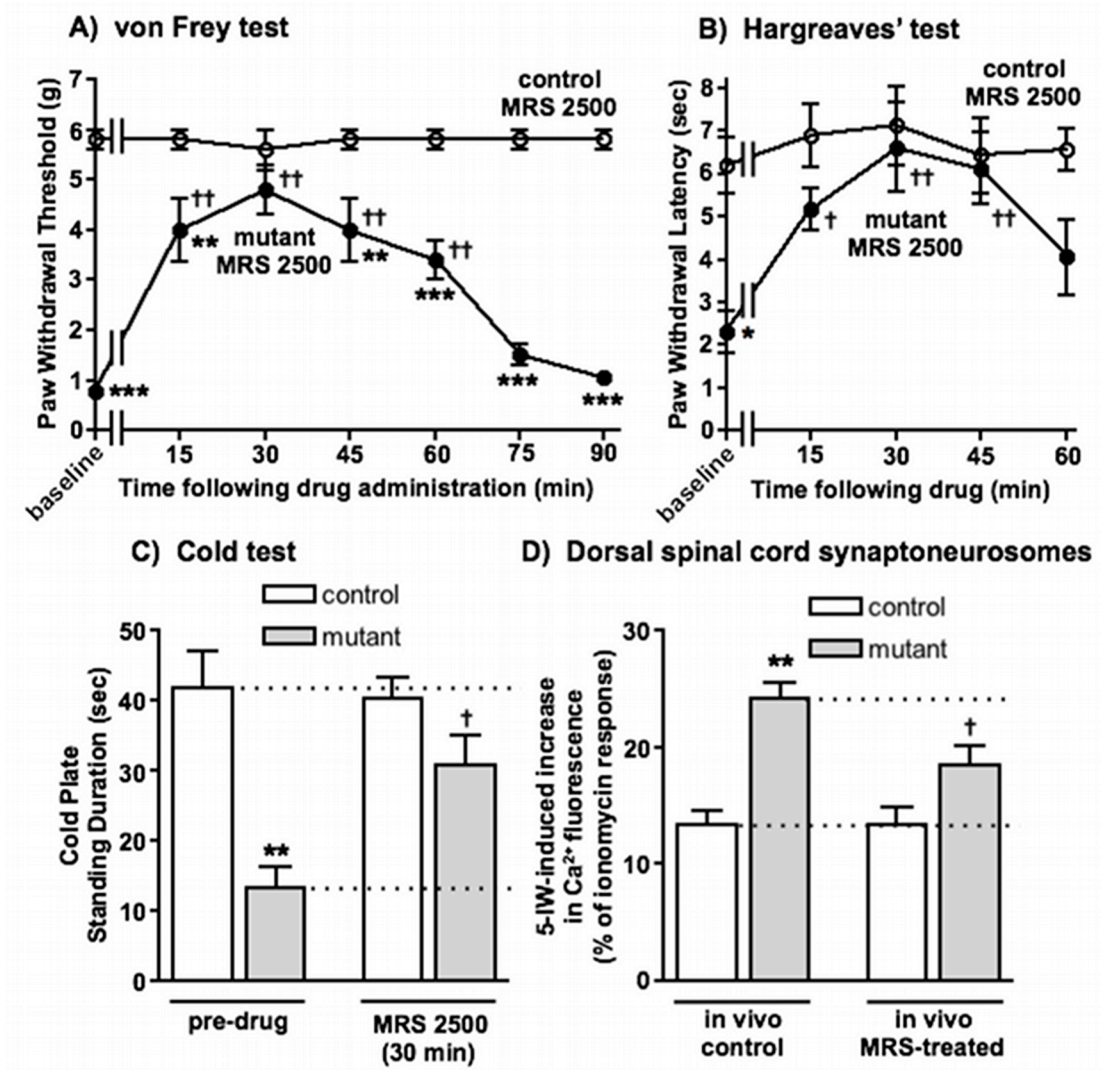 A) von Frey test
Paw Withdrawal Threshold (g)
7
6
5
4
3
2
1
0
control
MRS 2500
††
**
mutant
MRS 2500
††
††
**
††
***
***
***
***
baseline
15
30
45
60
75
90
Time following drug administration (min)
B) Hargreaves’ test
Paw Withdrawal Latency (sec)
8
7
6
5
4
3
2
1
0
control
MRS 2500
†
††
mutant
MRS 2500
††
*
baseline
15
30
45
60
Time following drug (min)
C) Cold test
control
mutant
Cold Plate
Standing Duration (sec)
50
40
30
20
10
0
**
†
pre-drug
MRS 2500
(30 min)
D) Dorsal spinal cord synaptoneurosomes
control
mutant
5-IW-induced increase
in Ca²⁺ fluorescence
(% of ionomycin response)
30
20
10
0
**
†
in vivo
control
in vivo
MRS-treated